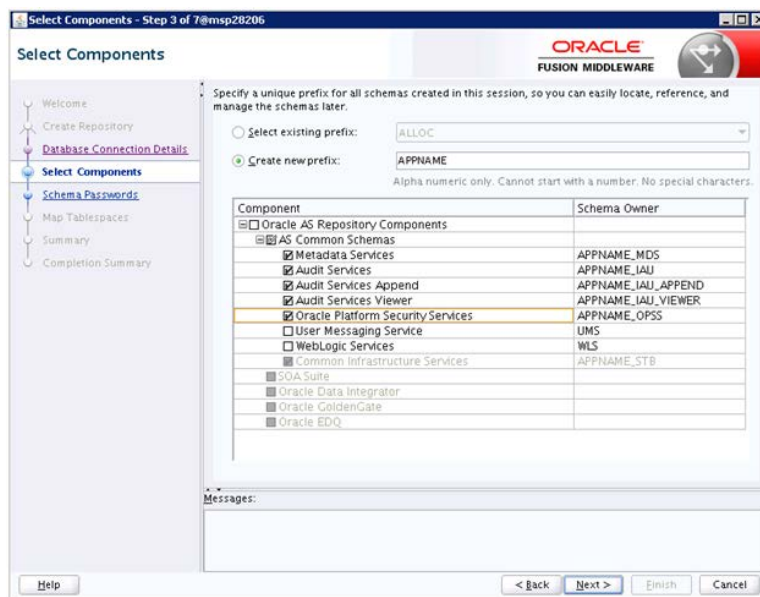 Select Components - Step 3 of 7@msp28206
Select Components
ORACLE
FUSION MIDDLEWARE
Welcome
Create Repository
Database Connection Details
Select Components
Schema Passwords
Map Tablespaces
Summary
Completion Summary
Specify a unique prefix for all schemas created in this session, so you can easily locate, reference, and
manage the schemas later.
Select existing prefix: ALLOC
Create new prefix: APPNAME
Alpha numeric only. Cannot start with a number. No special characters.
Component Schema Owner
Oracle AS Repository Components
AS Common Schemas
Metadata Services APPNAME_MDS
Audit Services APPNAME_IAU
Audit Services Append APPNAME_IAU_APPEND
Audit Services Viewer APPNAME_IAU_VIEWER
Oracle Platform Security Services APPNAME_OPSS
User Messaging Service UMS
WebLogic Services WLS
Common Infrastructure Services APPNAME_STB
SOA Suite
Oracle Data Integrator
Oracle GoldenGate
Oracle EDQ
Messages:
Help < Back Next > Finish Cancel